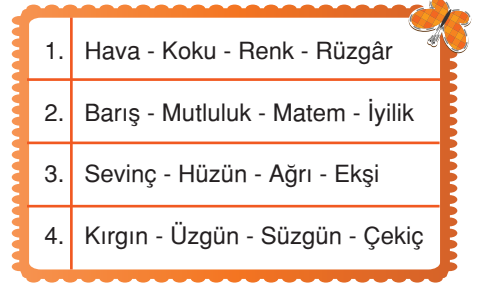 1. Hava - Koku - Renk - Rüzgâr
2. Barış - Mutluluk - Matem - İyilik
3. Sevinç - Hüzün - Ağrı - Ekşi
4. Kırgın - Üzgün - Süzgün - Çekiç